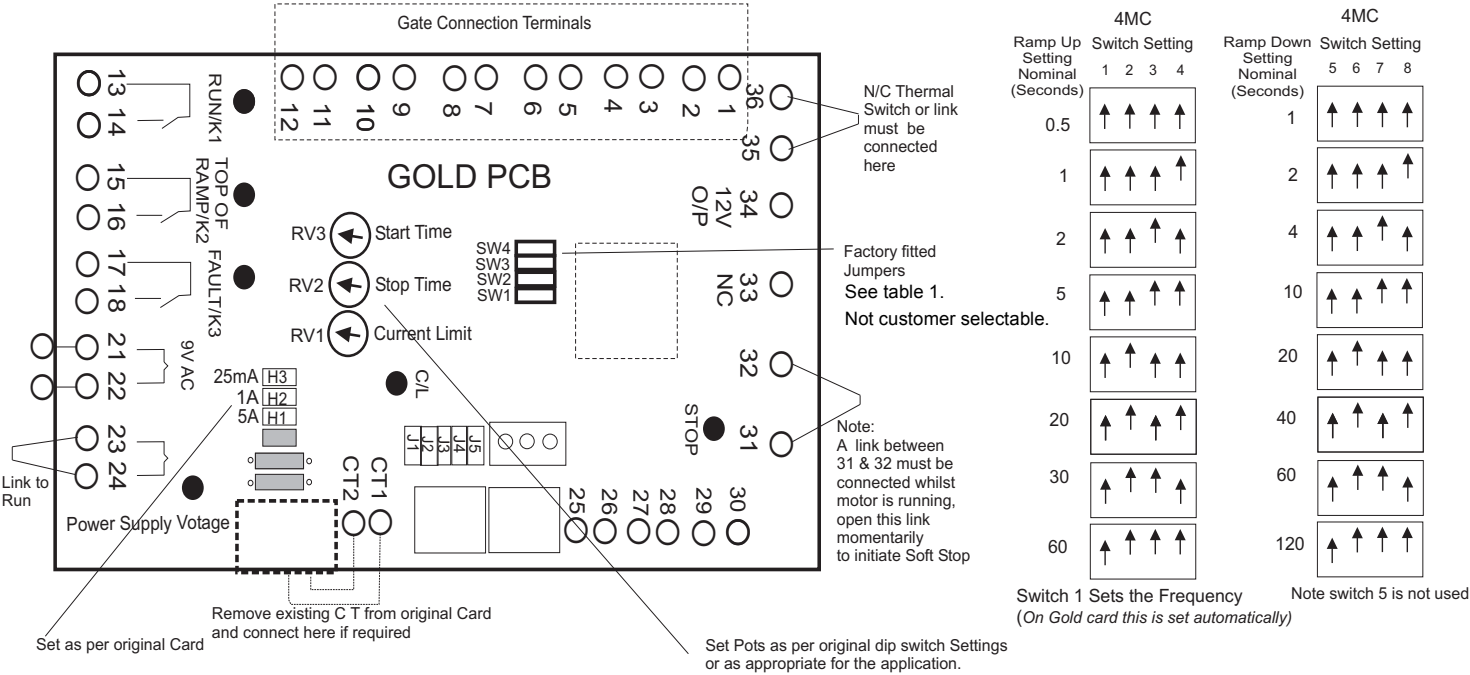 Gate Connection Terminals
13
14
RUN/K1
15
16
TOP OF
RAMP/K2
17
18
FAULT/K3
21
22
9V AC
23
24
Link to
Run
12
11
10
9
8
7
6
5
4
3
2
1
36
35
N/C Thermal
Switch or link
must be
connected
here
34
12V
O/P
33
NC
32
31
STOP
GOLD PCB
RV3
Start Time
RV2
Stop Time
RV1
Current Limit
SW4
SW3
SW2
SW1
Factory fitted
Jumpers
See table 1.
Not customer selectable.
25mA H3
1A H2
5A H1
C/L
J1
J2
J3
J4
J5
CT2
CT1
25
26
27
28
29
30
Power Supply Votage
Note:
A link between
31 & 32 must be
connected whilst
motor is running,
open this link
momentarily
to initiate Soft Stop
Remove existing C T from original Card
and connect here if required
Set as per original Card
Set Pots as per original dip switch Settings
or as appropriate for the application.
4MC
Ramp Up
Setting
Nominal
(Seconds)
Switch Setting
1 2 3 4
0.5
1
2
5
10
20
30
60
Switch 1 Sets the Frequency
(On Gold card this is set automatically)
4MC
Ramp Down
Setting
Nominal
(Seconds)
Switch Setting
5 6 7 8
1
2
4
10
20
40
60
120
Note switch 5 is not used